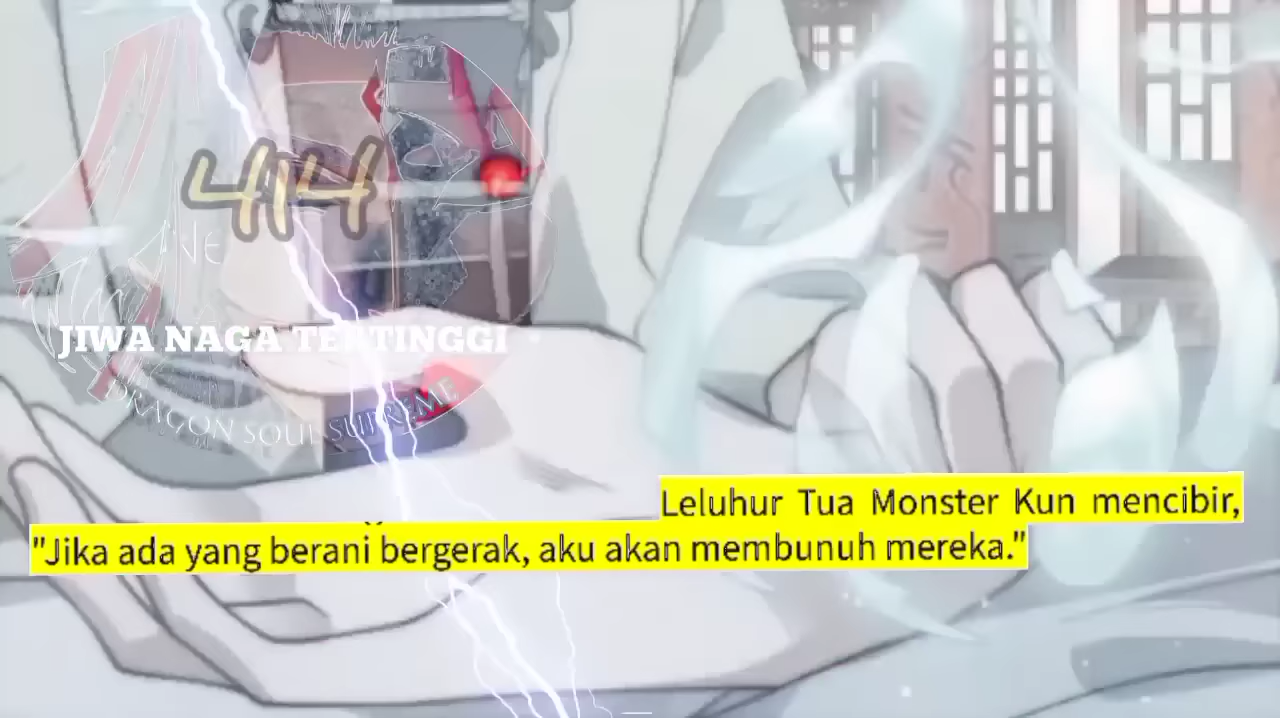 414
JIWA NAGA TERTINGGI
DRAGON SOUL SUPREME
Leluhur Tua Monster Kun mencibir,
"Jika ada yang berani bergerak, aku akan membunuh mereka."